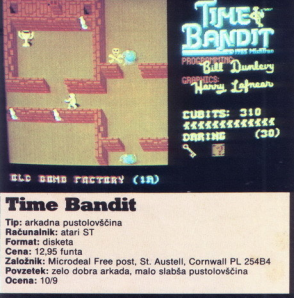 TIME
BANDIT
PROGRAMMING:
Bill Dunlevy
GRAPHICS:
Harry Lafnear
CUBITS: 310
DARING (30)
OLD BOMB FACTORY (1A)
Time Bandit
Tip: arkadna pustolovščina
Računalnik: atari ST
Format: disketa
Cena: 12,95 funta
Založnik: Microdeal Free post, St. Austell, Cornwall PL 254B4
Povzetek: zelo dobra arkada, malo slabša pustolovščina
Ocena: 10/9